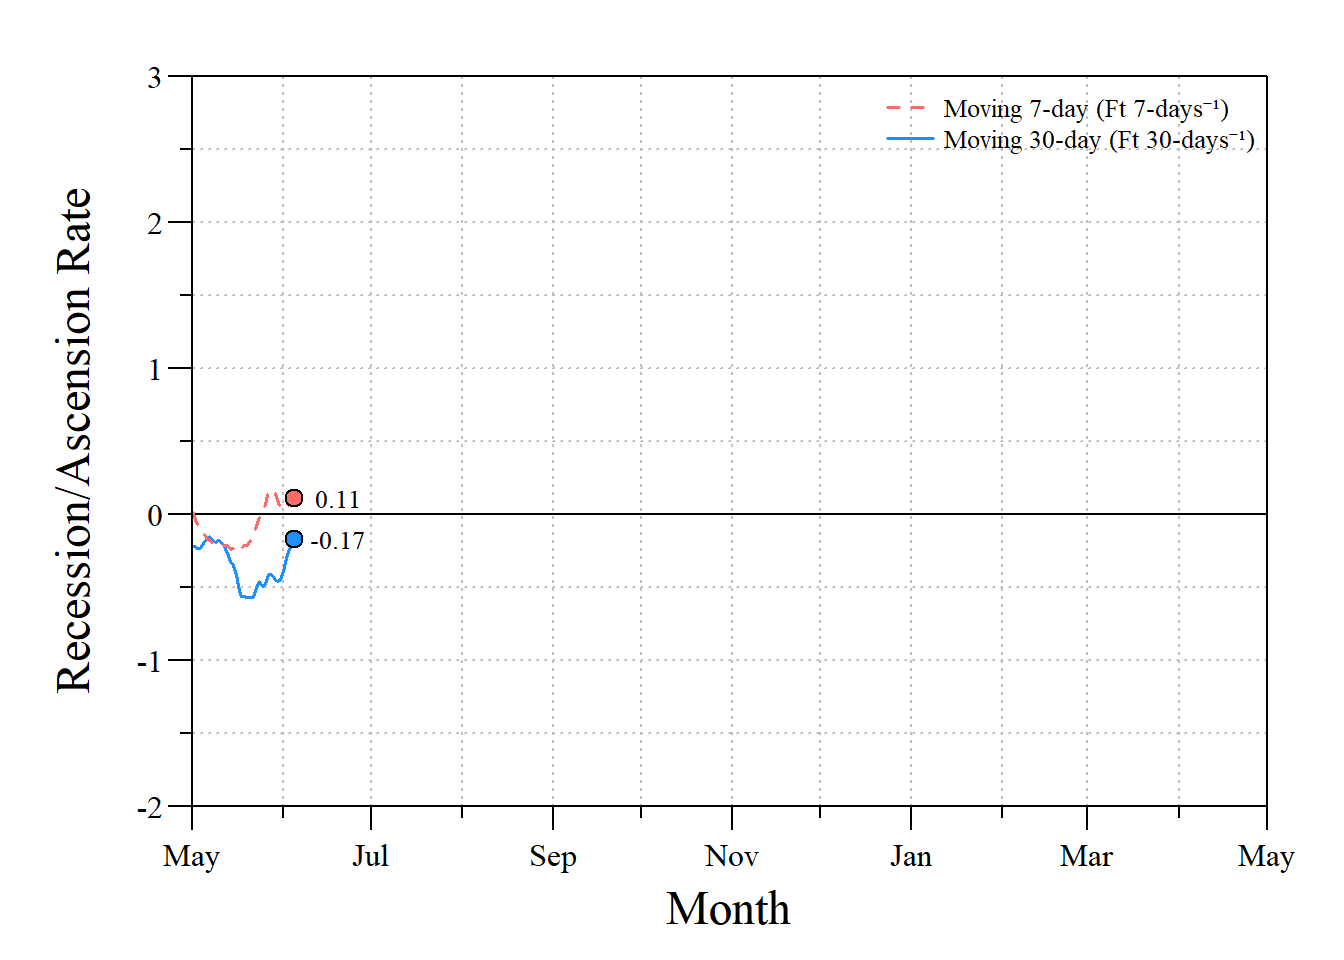 3
2
1
0
-1
-2
Recession/Ascension Rate
Moving 7-day (Ft 7-days⁻¹)
Moving 30-day (Ft 30-days⁻¹)
0.11
-0.17
May Jul Sep Nov Jan Mar May
Month